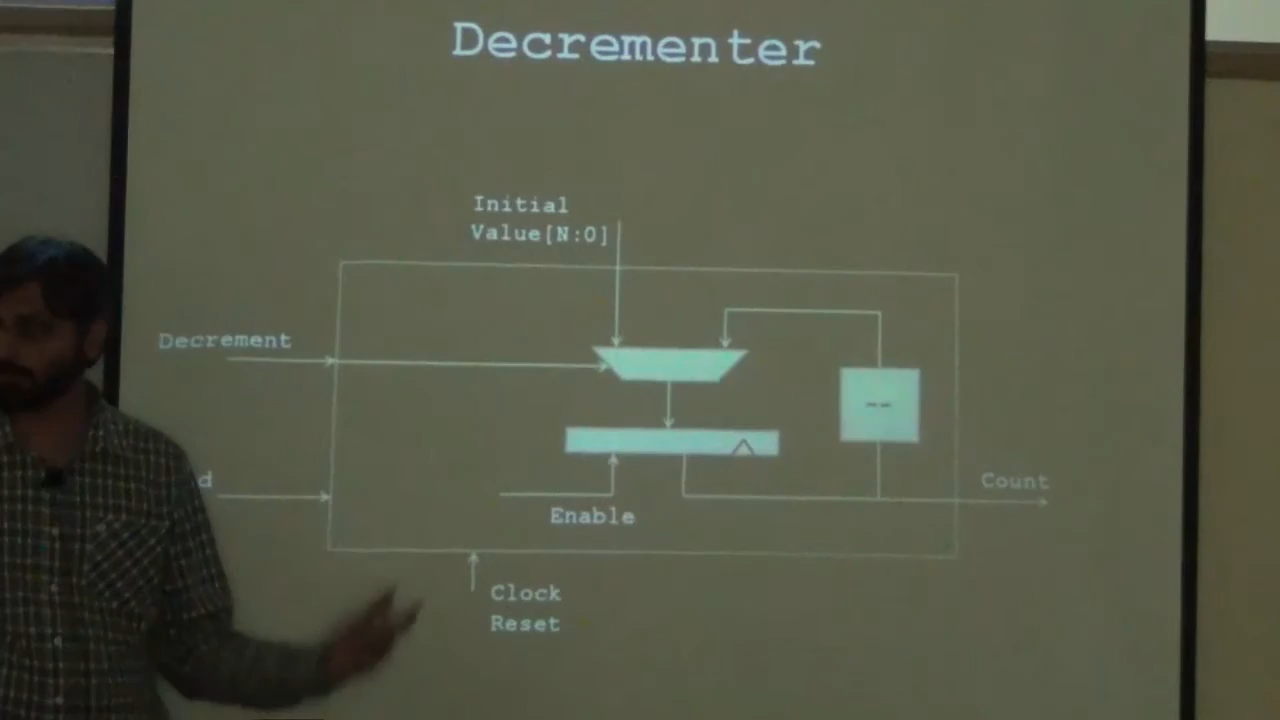 Decrementer
Initial
Value[N:0]
Decrement
--
d
Count
Enable
Clock
Reset